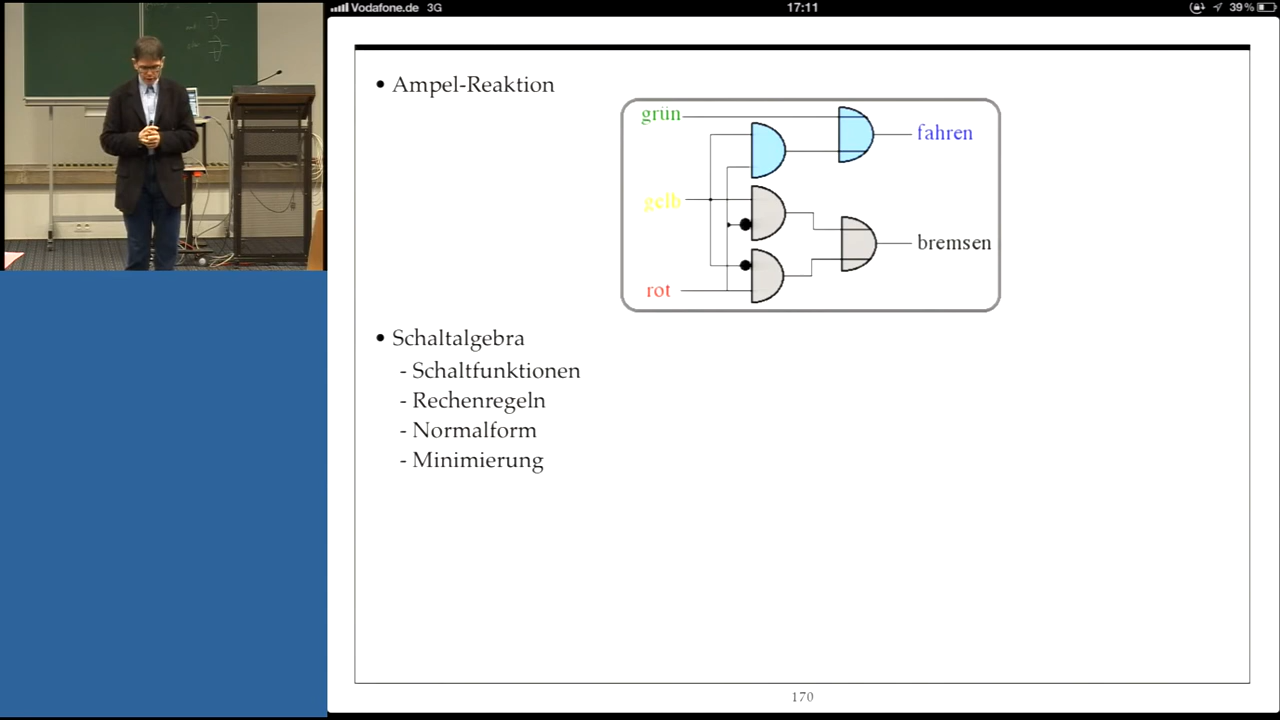 Vodafone.de 3G 17:11 39 %
• Ampel-Reaktion
grün
fahren
gelb
bremsen
rot
• Schaltalgebra
- Schaltfunktionen
- Rechenregeln
- Normalform
- Minimierung
170